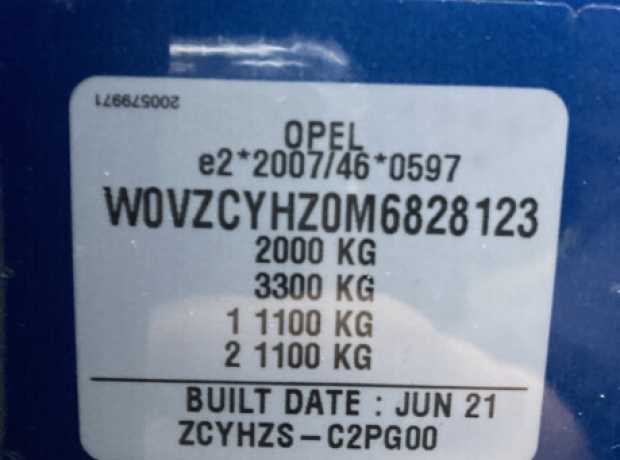 200579971
OPEL
e2*2007/46*0597
W0VZCYHZ0M6828123
2000 KG
3300 KG
1 1100 KG
2 1100 KG
BUILT DATE : JUN 21
ZCYHZS-C2PG00